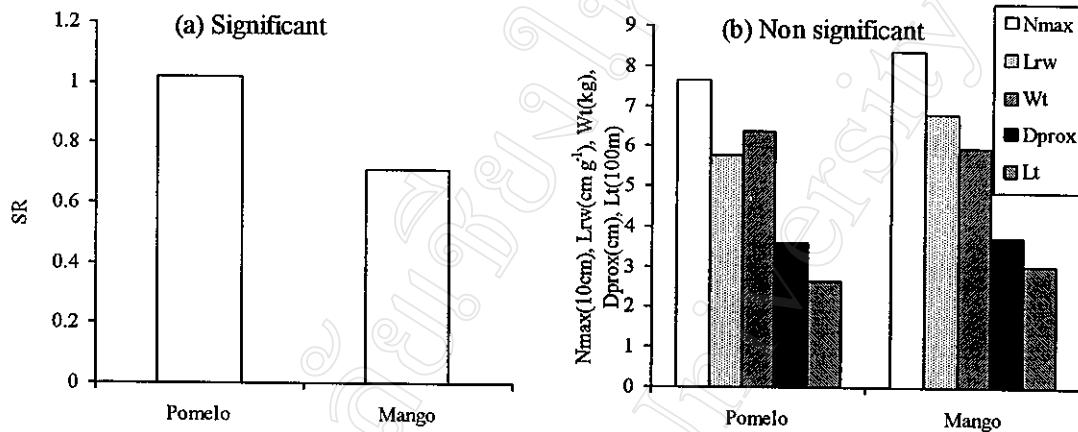 (a) Significant
1.2
1
0.8
0.6
0.4
0.2
0
SR
Pomelo
Mango
(b) Non significant
9
8
7
6
5
4
3
2
1
0
Nmax(10cm), Lrw(cm g⁻¹), Wt(kg),
Dprox(cm), Lt(100m)
Pomelo
Mango
Nmax
Lrw
Wt
Dprox
Lt
University